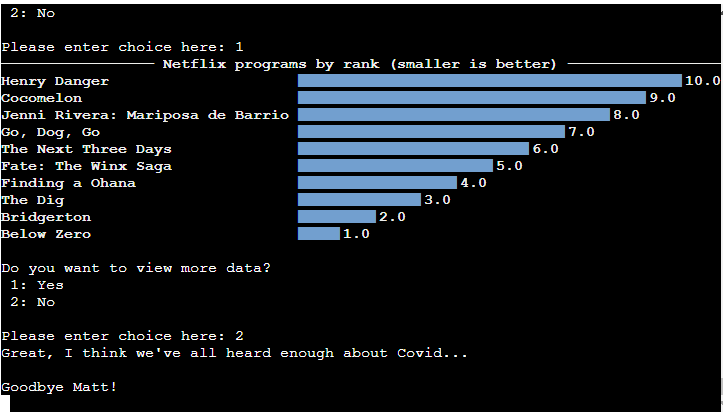 2: No
Please enter choice here: 1
Netflix programs by rank (smaller is better)
Henry Danger 10.0
Cocomelon 9.0
Jenni Rivera: Mariposa de Barrio 8.0
Go, Dog, Go 7.0
The Next Three Days 6.0
Fate: The Winx Saga 5.0
Finding a Ohana 4.0
The Dig 3.0
Bridgerton 2.0
Below Zero 1.0
Do you want to view more data?
1: Yes
2: No
Please enter choice here: 2
Great, I think we've all heard enough about Covid...
Goodbye Matt!